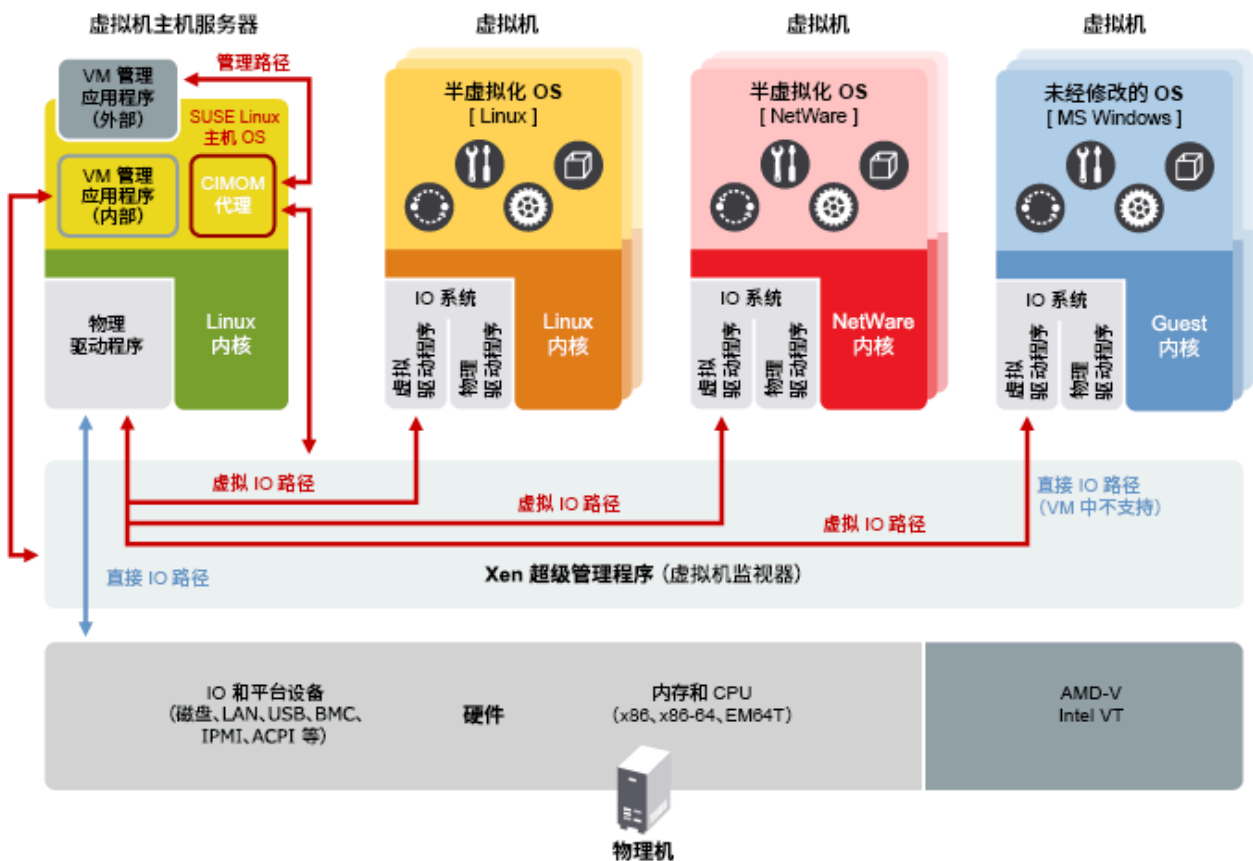 虚拟机主机服务器
虚拟机
虚拟机
虚拟机
VM 管理
应用程序
(外部)
管理路径
SUSE Linux
主机 OS
VM 管理
应用程序
(内部)
CIMOM
代理
物理
驱动程序
Linux
内核
半虚拟化 OS
[ Linux ]
IO 系统
虚拟
驱动程序
物理
驱动程序
Linux
内核
半虚拟化 OS
[ NetWare ]
IO 系统
虚拟
驱动程序
物理
驱动程序
NetWare
内核
未经修改的 OS
[ MS Windows ]
IO 系统
虚拟
驱动程序
物理
驱动程序
Guest
内核
虚拟 IO 路径
虚拟 IO 路径
虚拟 IO 路径
直接 IO 路径
(VM 中不支持)
直接 IO 路径
Xen 超级管理程序 (虚拟机监视器)
IO 和平台设备
(磁盘、LAN、USB、BMC、
IPMI、ACPI 等)
硬件
内存和 CPU
(x86、x86-64、EM64T)
AMD-V
Intel VT
物理机